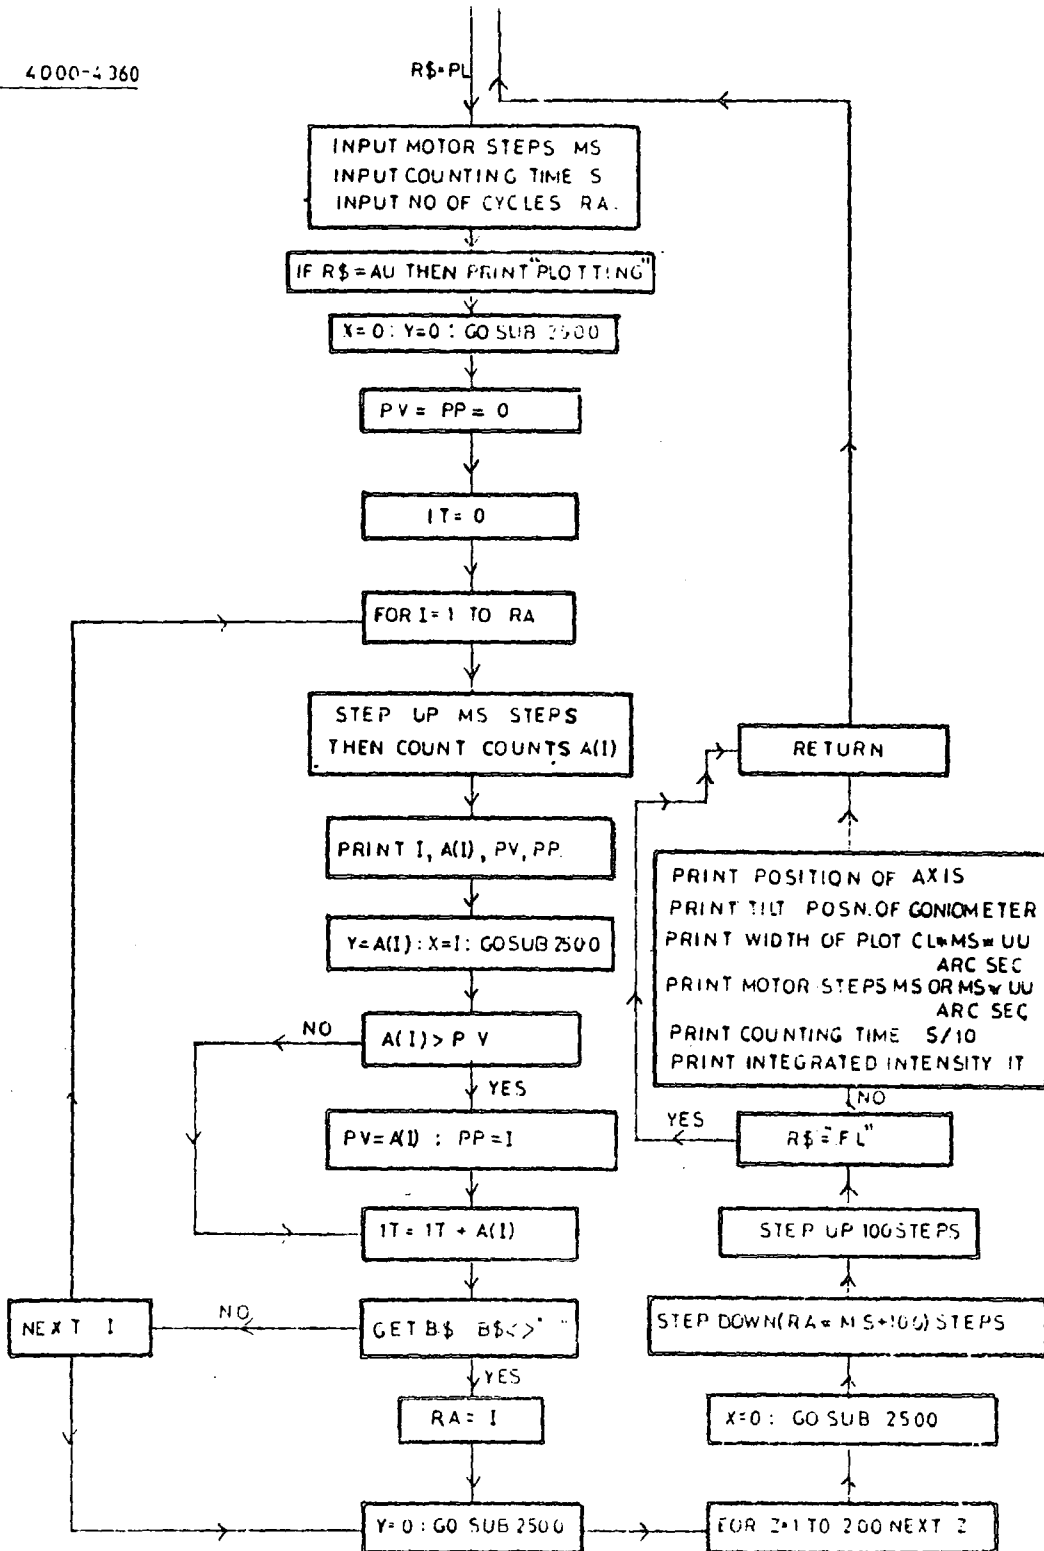 4000-4360
R$=PL
INPUT MOTOR STEPS MS
INPUT COUNTING TIME S
INPUT NO OF CYCLES RA.
IF R$=AU THEN PRINT "PLOTTING"
X=0: Y=0: GO SUB 2500
PV = PP = 0
IT = 0
FOR I=1 TO RA
STEP UP MS STEPS
THEN COUNT COUNTS A(I)
PRINT I, A(I), PV, PP.
Y=A(I): X=I: GOSUB 2500
A(I)> PV
NO
YES
PV=A(I) : PP=I
IT= IT + A(I)
GET B$ B$<>" "
NO
NEXT I
YES
RA= I
Y=0: GO SUB 2500
FOR Z=1 TO 200 NEXT Z
X=0: GO SUB 2500
STEP DOWN(RA*MS+100) STEPS
STEP UP 100 STEPS
R$="FL"
YES
NO
PRINT POSITION OF AXIS
PRINT TILT POSN. OF GONIOMETER
PRINT WIDTH OF PLOT CL*MS*UU
ARC SEC
PRINT MOTOR STEPS MS OR MS*UU
ARC SEC
PRINT COUNTING TIME S/10
PRINT INTEGRATED INTENSITY IT
RETURN